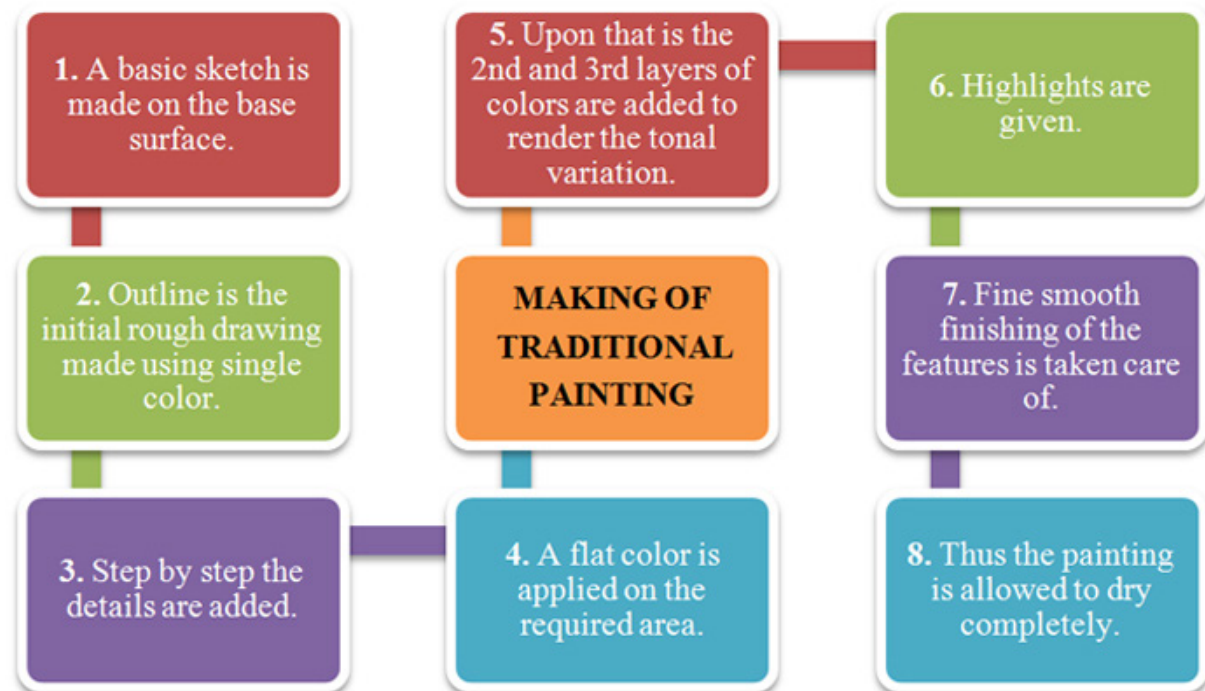 1. A basic sketch is
made on the base
surface.
2. Outline is the
initial rough drawing
made using single
color.
3. Step by step the
details are added.
4. A flat color is
applied on the
required area.
MAKING OF
TRADITIONAL
PAINTING
5. Upon that is the
2nd and 3rd layers of
colors are added to
render the tonal
variation.
6. Highlights are
given.
7. Fine smooth
finishing of the
features is taken care
of.
8. Thus the painting
is allowed to dry
completely.